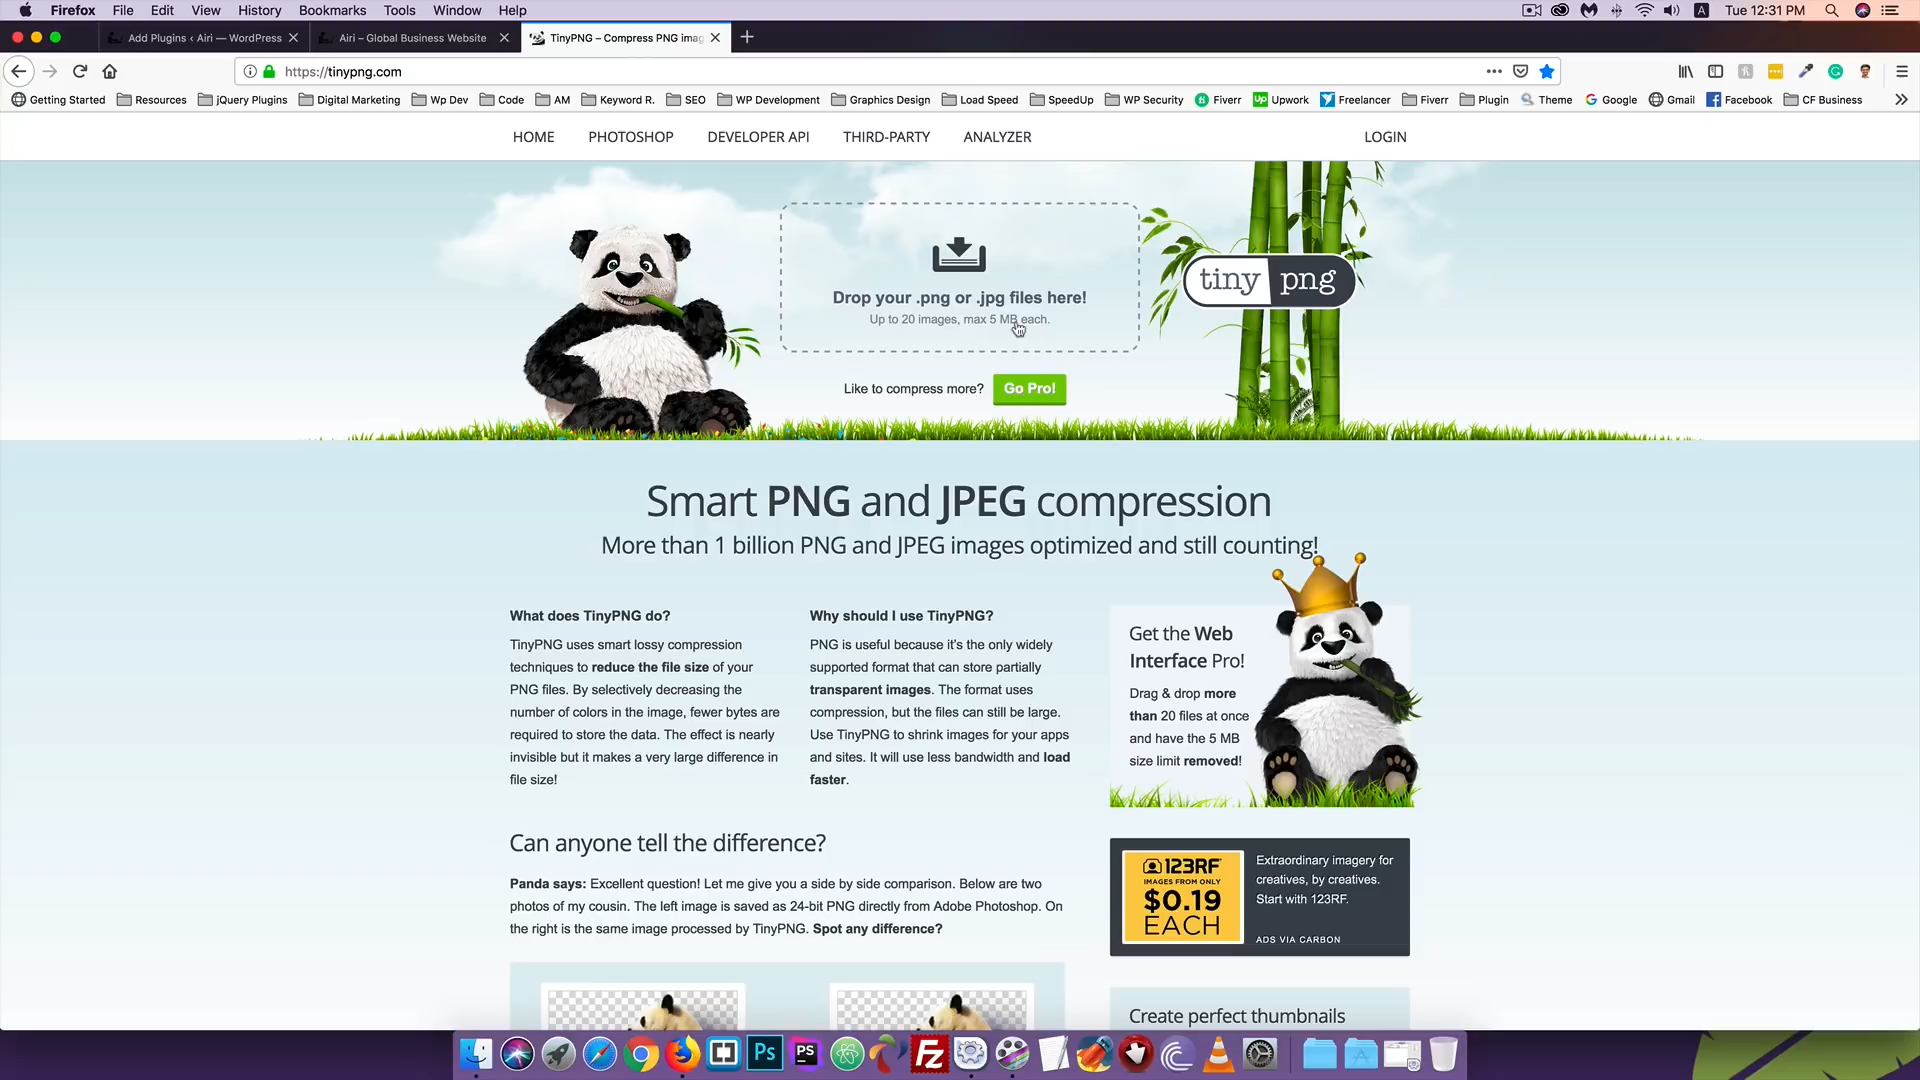 Firefox File Edit View History Bookmarks Tools Window Help
A Tue 12:31 PM
Add Plugins ‹ Airi — WordPress
Airi – Global Business Website
TinyPNG – Compress PNG imag
https://tinypng.com
Getting Started Resources jQuery Plugins Digital Marketing Wp Dev Code AM Keyword R. SEO WP Development Graphics Design Load Speed SpeedUp WP Security Fiverr Upwork Freelancer Fiverr Plugin Theme Google Gmail Facebook CF Business
HOME PHOTOSHOP DEVELOPER API THIRD-PARTY ANALYZER LOGIN
Drop your .png or .jpg files here!
Up to 20 images, max 5 MB each.
tiny png
Like to compress more? Go Pro!
Smart PNG and JPEG compression
More than 1 billion PNG and JPEG images optimized and still counting!
What does TinyPNG do?
TinyPNG uses smart lossy compression
techniques to reduce the file size of your
PNG files. By selectively decreasing the
number of colors in the image, fewer bytes are
required to store the data. The effect is nearly
invisible but it makes a very large difference in
file size!
Why should I use TinyPNG?
PNG is useful because it's the only widely
supported format that can store partially
transparent images. The format uses
compression, but the files can still be large.
Use TinyPNG to shrink images for your apps
and sites. It will use less bandwidth and load
faster.
Get the Web
Interface Pro!
Drag & drop more
than 20 files at once
and have the 5 MB
size limit removed!
Can anyone tell the difference?
Panda says: Excellent question! Let me give you a side by side comparison. Below are two
photos of my cousin. The left image is saved as 24-bit PNG directly from Adobe Photoshop. On
the right is the same image processed by TinyPNG. Spot any difference?
123RF
IMAGES FROM ONLY
$0.19
EACH
Extraordinary imagery for
creatives, by creatives.
Start with 123RF.
ADS VIA CARBON
Create perfect thumbnails
Ps PS FZ